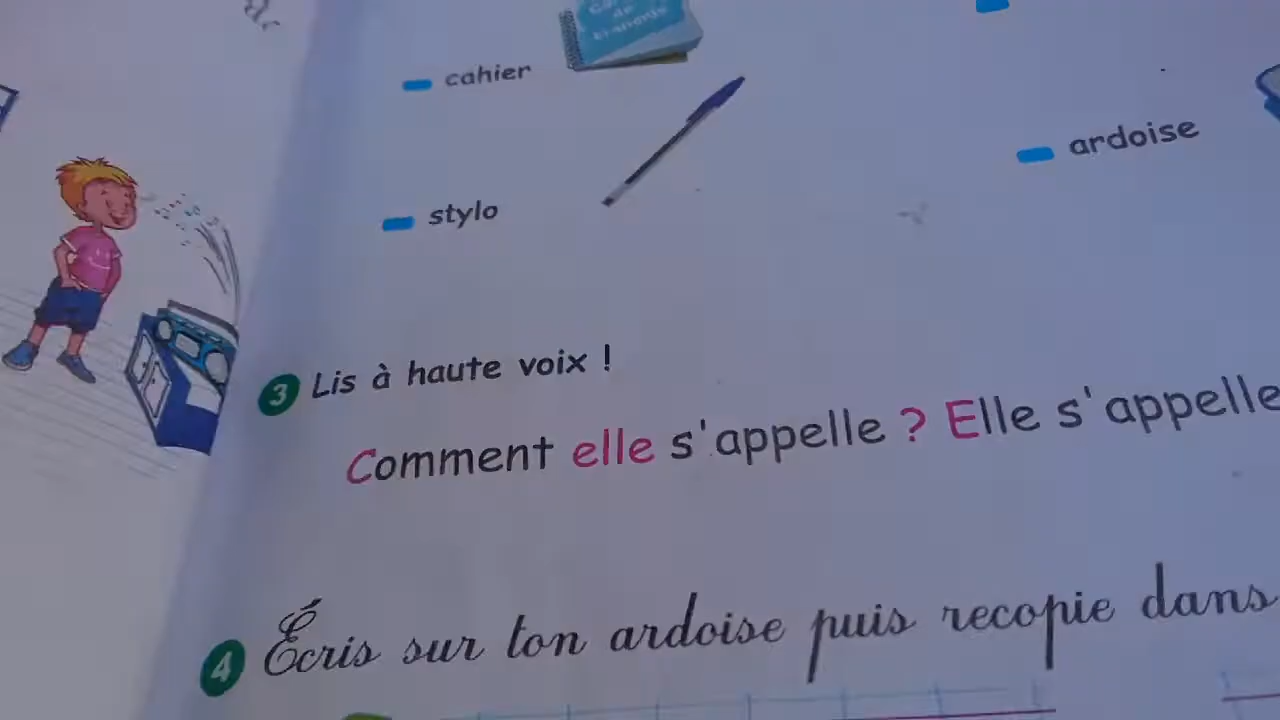 cahier
ardoise
stylo
3 Lis à haute voix !
Comment elle s'appelle ? Elle s'appelle
4 Écris sur ton ardoise puis recopie dans